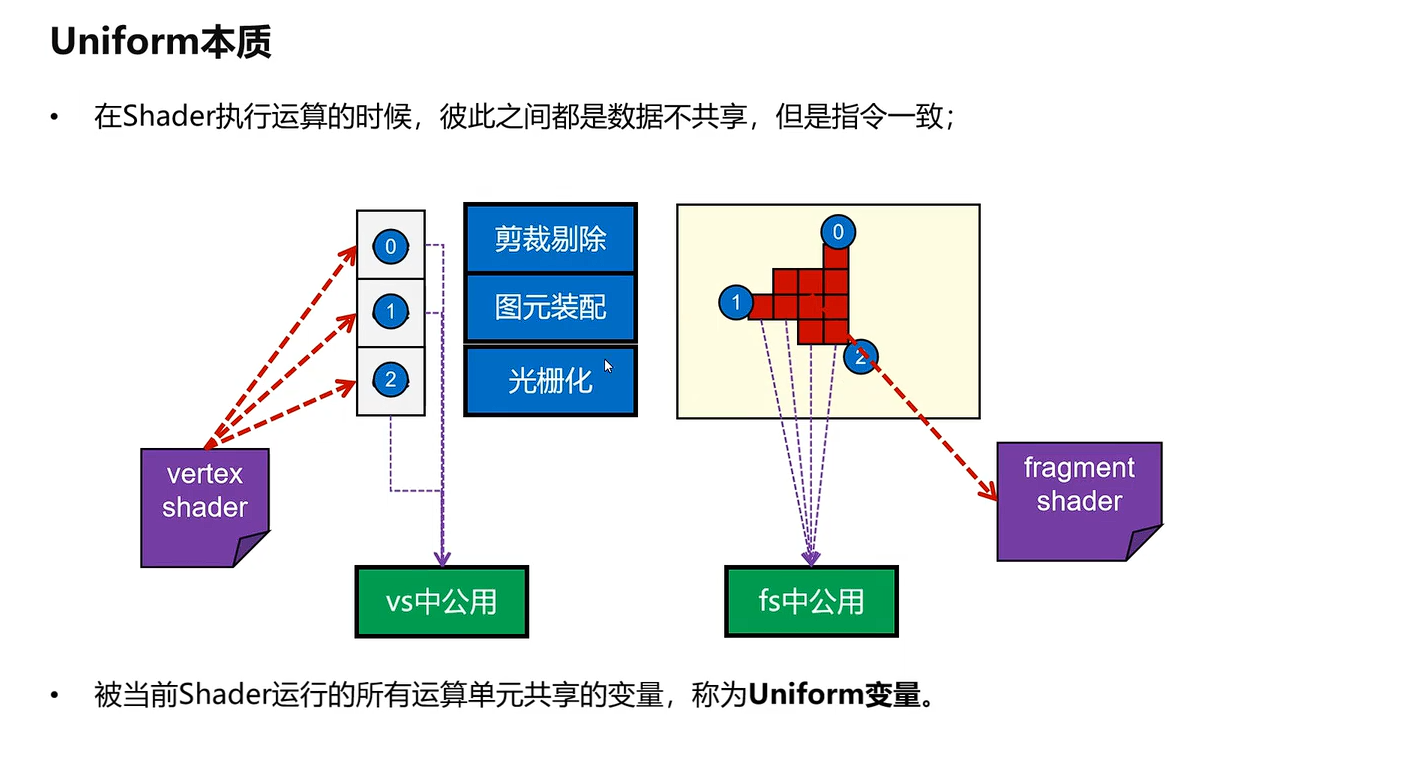 Uniform本质
• 在Shader执行运算的时候，彼此之间都是数据不共享，但是指令一致；
0
1
2
剪裁剔除
图元装配
光栅化
0
1
2
vertex
shader
fragment
shader
vs中公用
fs中公用
• 被当前Shader运行的所有运算单元共享的变量，称为Uniform变量。